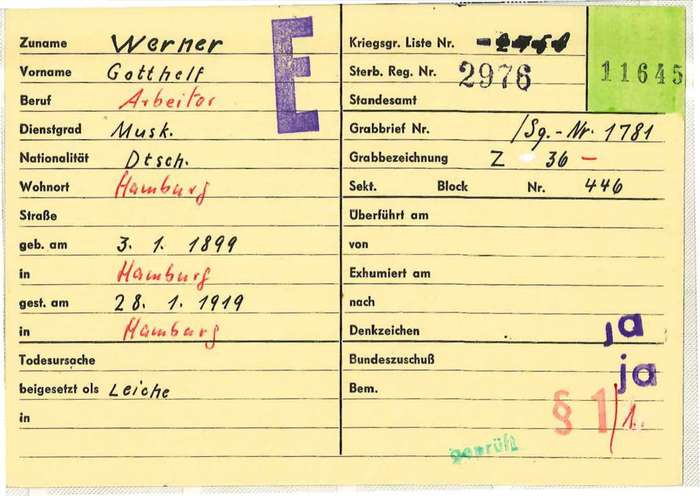 Zuname Werner
Vorname Gotthelf
Beruf Arbeiter
Dienstgrad Musk.
Nationalität Dtsch.
Wohnort Hamburg
Straße
geb. am 3. 1. 1899
in Hamburg
gest. am 28. 1. 1919
in Hamburg
Todesursache
beigesetzt als Leiche
in
E
Kriegsgr. Liste Nr.
Sterb. Reg. Nr. 2976
11645
Standesamt
Grabbrief Nr. /Sg.-Nr. 1781
Grabbezeichnung Z 36 –
Sekt. Block Nr. 446
Überführt am
von
Exhumiert am
nach
Denkzeichen ja
Bundeszuschuß ja
Bem.
§ 1/1.
geprüft